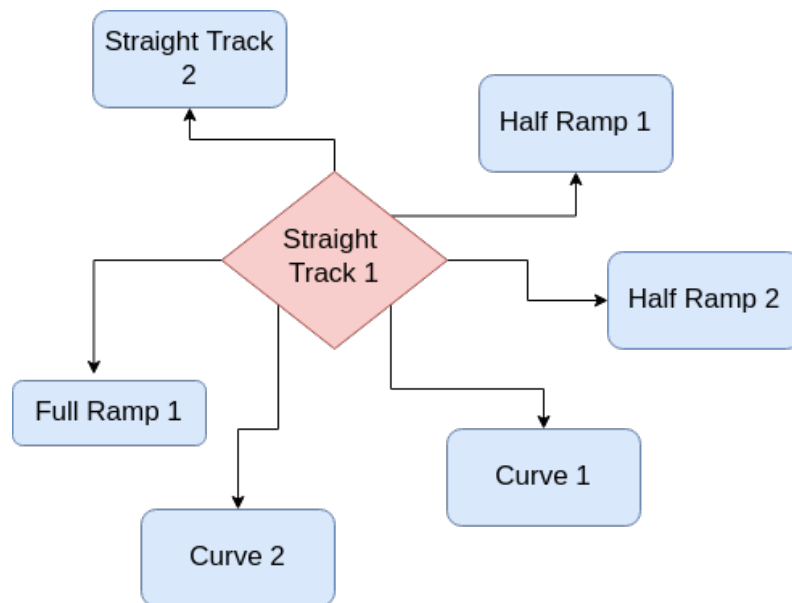 Straight Track
2
Half Ramp 1
Straight
Track 1
Half Ramp 2
Full Ramp 1
Curve 1
Curve 2